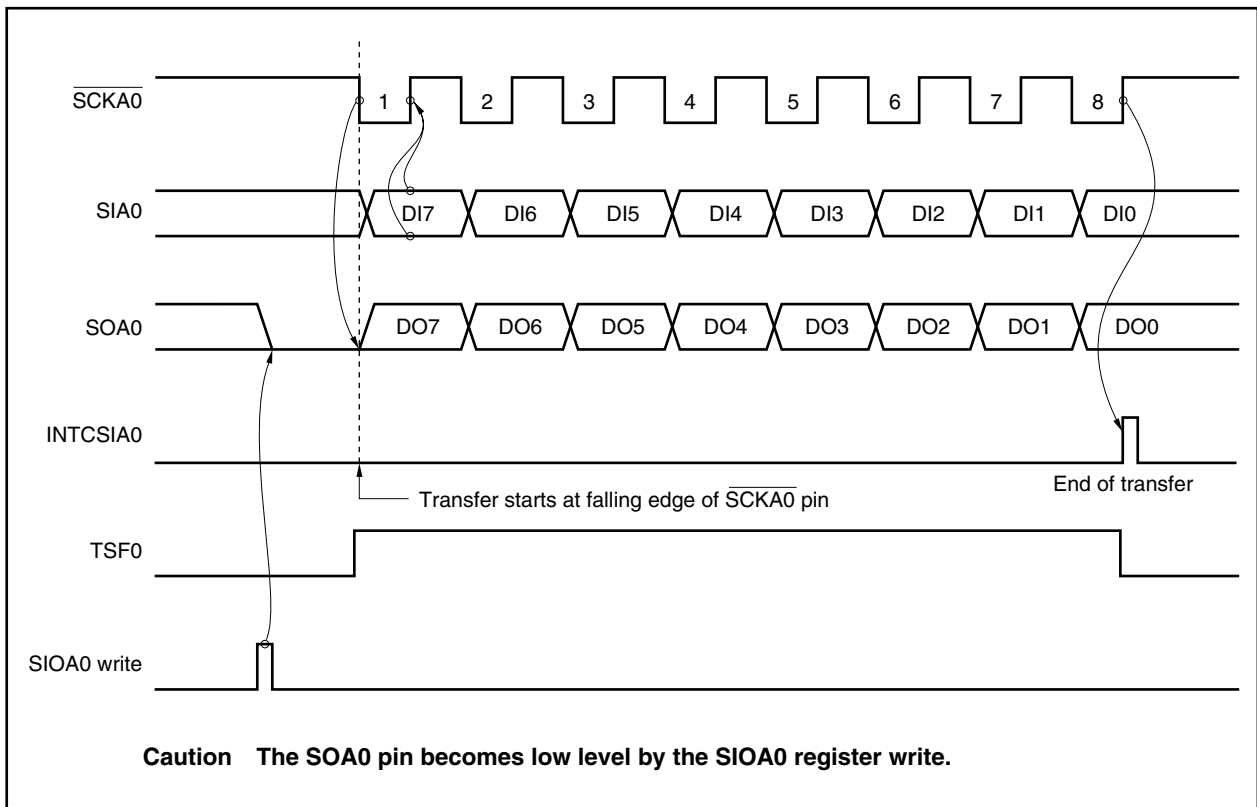 SCKA0
1 2 3 4 5 6 7 8
SIA0
DI7 DI6 DI5 DI4 DI3 DI2 DI1 DI0
SOA0
DO7 DO6 DO5 DO4 DO3 DO2 DO1 DO0
INTCSIA0
Transfer starts at falling edge of SCKA0 pin
End of transfer
TSF0
SIOA0 write
Caution The SOA0 pin becomes low level by the SIOA0 register write.